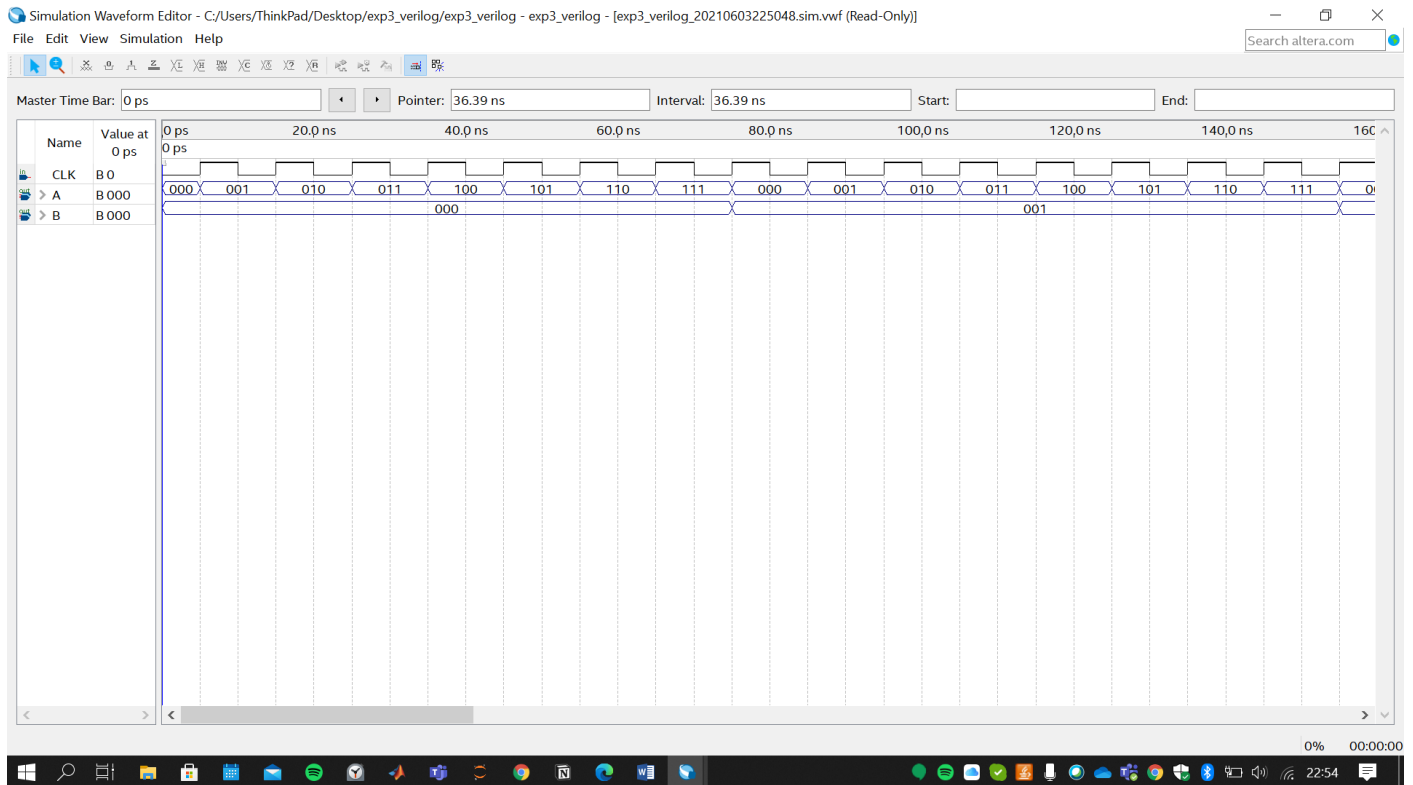 Simulation Waveform Editor - C:/Users/ThinkPad/Desktop/exp3_verilog/exp3_verilog - exp3_verilog - [exp3_verilog_20210603225048.sim.vwf (Read-Only)]
File Edit View Simulation Help
Search altera.com
Master Time Bar: 0 ps Pointer: 36.39 ns Interval: 36.39 ns Start: End:
Name Value at 0 ps
0 ps 20,0 ns 40,0 ns 60,0 ns 80,0 ns 100,0 ns 120,0 ns 140,0 ns 160
0 ps
CLK B 0
A B 000 000 001 010 011 100 101 110 111 000 001 010 011 100 101 110 111
B B 000 000 001
0% 00:00:00
22:54